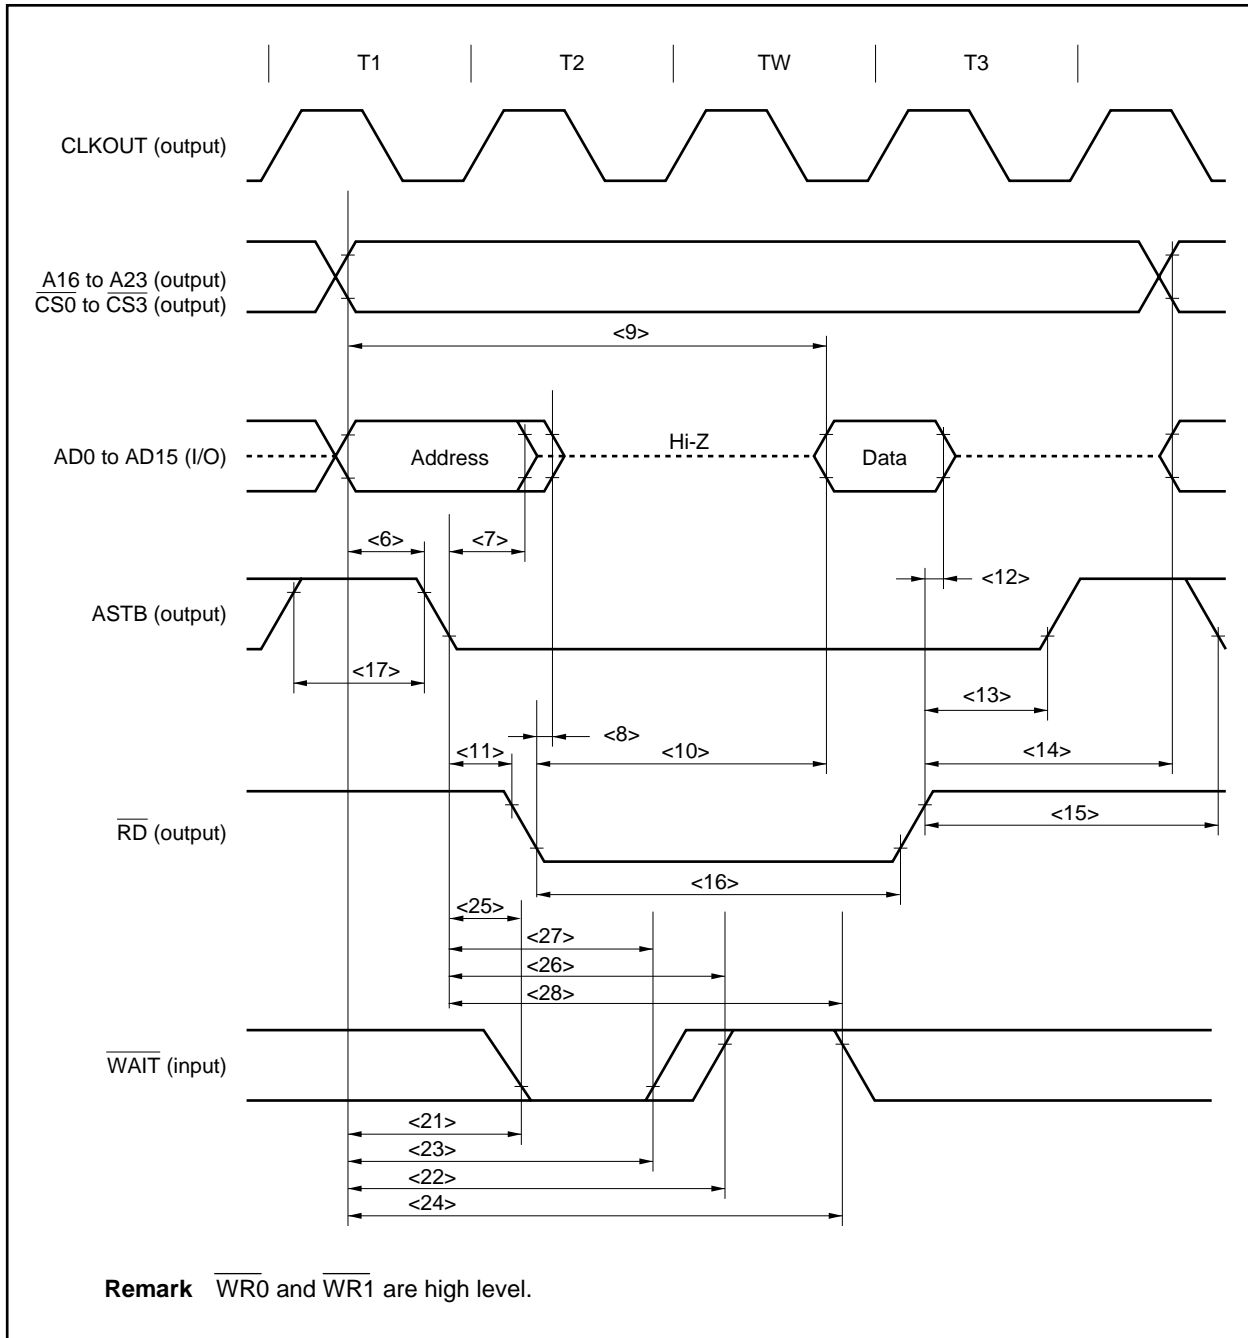 T1 T2 TW T3
CLKOUT (output)
A16 to A23 (output)
CS0 to CS3 (output)
<9>
AD0 to AD15 (I/O)
Address
Hi-Z
Data
<6>
<7>
<12>
ASTB (output)
<17>
<13>
<8>
<11>
<10>
<14>
<15>
RD (output)
<16>
<25>
<27>
<26>
<28>
WAIT (input)
<21>
<23>
<22>
<24>
Remark WR0 and WR1 are high level.